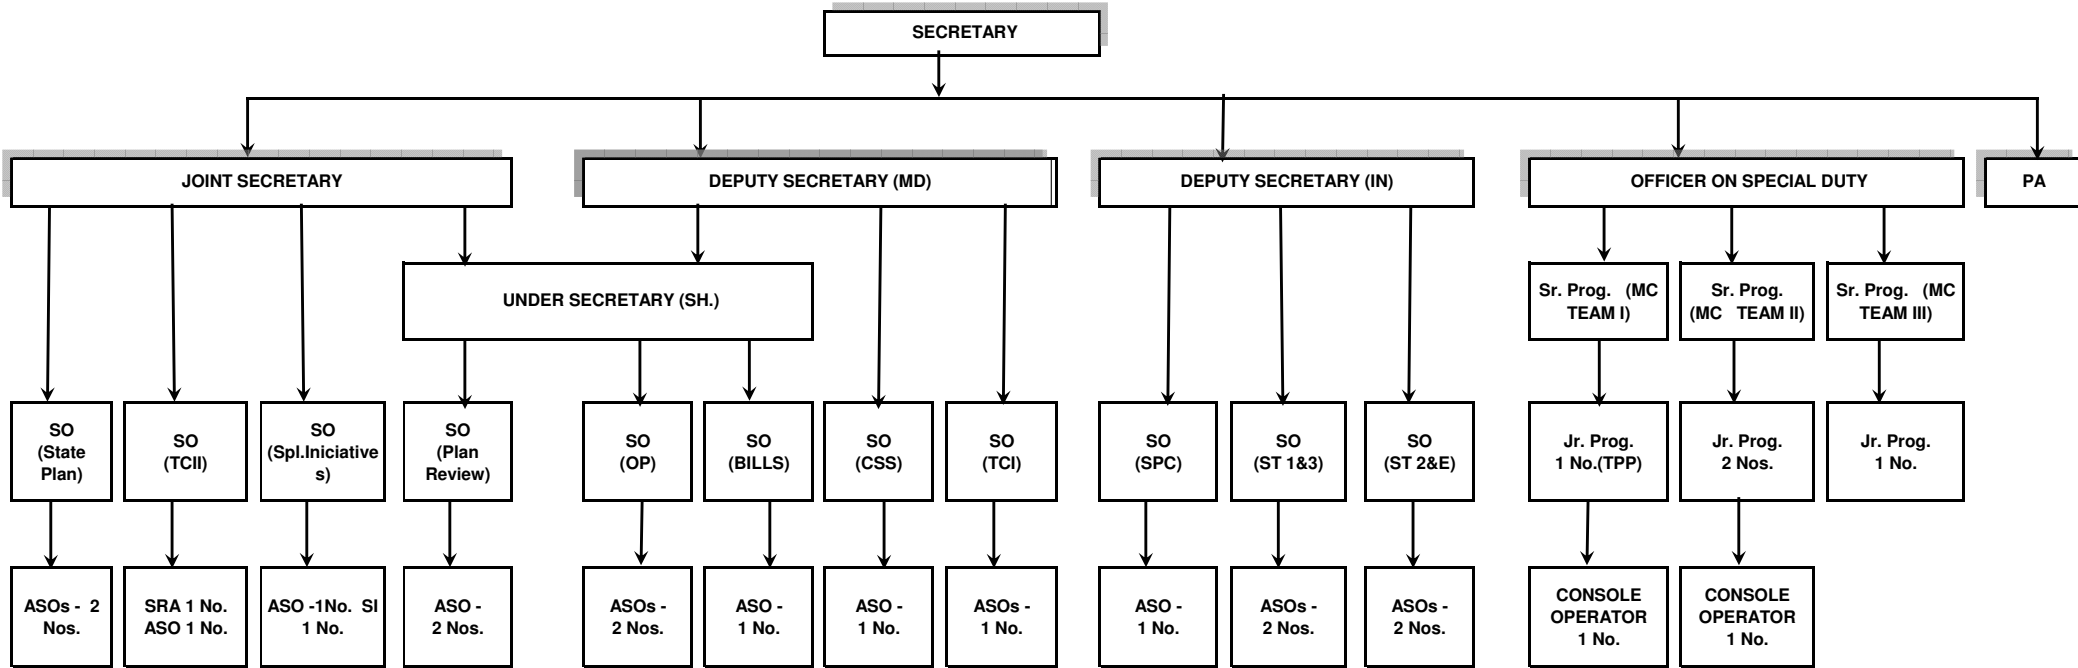 SECRETARY
JOINT SECRETARY
DEPUTY SECRETARY (MD)
DEPUTY SECRETARY (IN)
OFFICER ON SPECIAL DUTY
PA
UNDER SECRETARY (SH.)
Sr. Prog. (MC
TEAM I)
Sr. Prog.
(MC TEAM II)
Sr. Prog. (MC
TEAM III)
SO
(State
Plan)
SO
(TCII)
SO
(Spl.Iniciative
s)
SO
(Plan
Review)
SO
(OP)
SO
(BILLS)
SO
(CSS)
SO
(TCI)
SO
(SPC)
SO
(ST 1&3)
SO
(ST 2&E)
Jr. Prog.
1 No.(TPP)
Jr. Prog.
2 Nos.
Jr. Prog.
1 No.
ASOs - 2
Nos.
SRA 1 No.
ASO 1 No.
ASO -1No. SI
1 No.
ASO -
2 Nos.
ASOs -
2 Nos.
ASO -
1 No.
ASO -
1 No.
ASOs -
1 No.
ASO -
1 No.
ASOs -
2 Nos.
ASOs -
2 Nos.
CONSOLE
OPERATOR
1 No.
CONSOLE
OPERATOR
1 No.